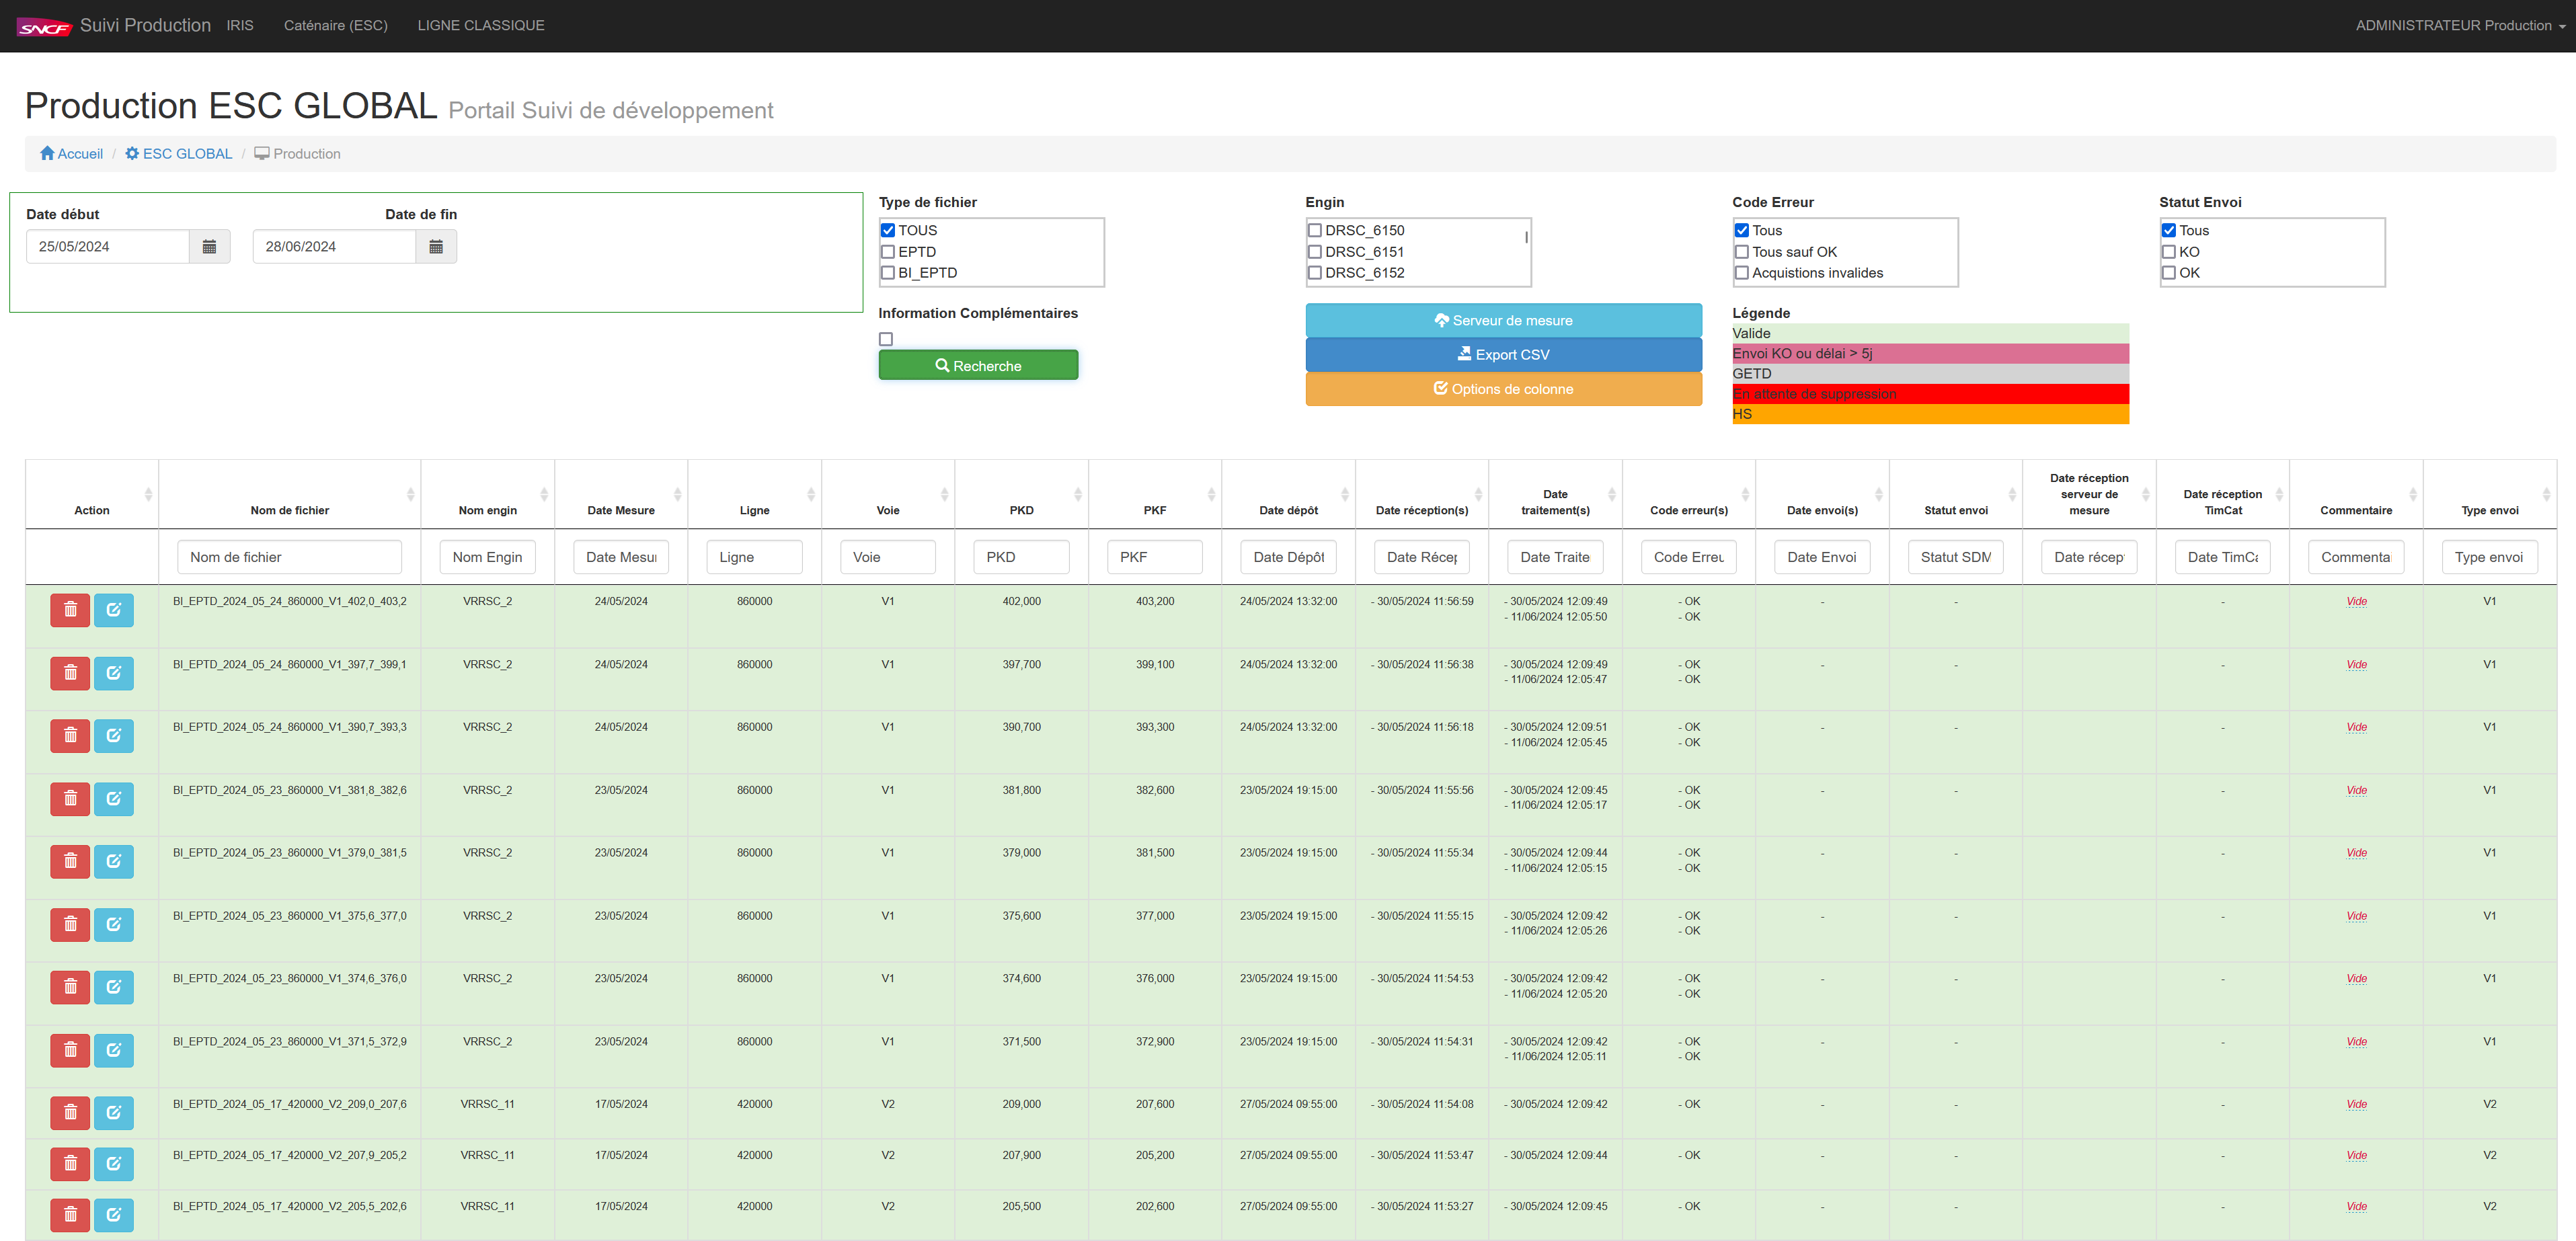 SNCF Suivi Production IRIS Caténaire (ESC) LIGNE CLASSIQUE ADMINISTRATEUR Production
Production ESC GLOBAL Portail Suivi de développement
Accueil / ESC GLOBAL / Production
Date début Date de fin
25/05/2024 28/06/2024
Type de fichier
TOUS
EPTD
BI_EPTD
Engin
DRSC_6150
DRSC_6151
DRSC_6152
Code Erreur
Tous
Tous sauf OK
Acquistions invalides
Statut Envoi
Tous
KO
OK
Information Complémentaires
Recherche
Serveur de mesure
Export CSV
Options de colonne
Légende
Valide
Envoi KO ou délai > 5j
GETD
En attente de suppression
HS
Action Nom de fichier Nom engin Date Mesure Ligne Voie PKD PKF Date dépôt Date réception(s) Date traitement(s) Code erreur(s) Date envoi(s) Statut envoi Date réception serveur de mesure Date réception TimCat Commentaire Type envoi
Nom de fichier Nom Engin Date Mesu Ligne Voie PKD PKF Date Dépôt Date Récep Date Traite Code Erreu Date Envoi Statut SDM Date récep Date TimCa Commenta Type envoi
BI_EPTD_2024_05_24_860000_V1_402,0_403,2 VRRSC_2 24/05/2024 860000 V1 402,000 403,200 24/05/2024 13:32:00 - 30/05/2024 11:56:59 - 30/05/2024 12:09:49 - OK - - - Vide V1
- 11/06/2024 12:05:50 - OK
BI_EPTD_2024_05_24_860000_V1_397,7_399,1 VRRSC_2 24/05/2024 860000 V1 397,700 399,100 24/05/2024 13:32:00 - 30/05/2024 11:56:38 - 30/05/2024 12:09:49 - OK - - - Vide V1
- 11/06/2024 12:05:47 - OK
BI_EPTD_2024_05_24_860000_V1_390,7_393,3 VRRSC_2 24/05/2024 860000 V1 390,700 393,300 24/05/2024 13:32:00 - 30/05/2024 11:56:18 - 30/05/2024 12:09:51 - OK - - - Vide V1
- 11/06/2024 12:05:45 - OK
BI_EPTD_2024_05_23_860000_V1_381,8_382,6 VRRSC_2 23/05/2024 860000 V1 381,800 382,600 23/05/2024 19:15:00 - 30/05/2024 11:55:56 - 30/05/2024 12:09:45 - OK - - - Vide V1
- 11/06/2024 12:05:17 - OK
BI_EPTD_2024_05_23_860000_V1_379,0_381,5 VRRSC_2 23/05/2024 860000 V1 379,000 381,500 23/05/2024 19:15:00 - 30/05/2024 11:55:34 - 30/05/2024 12:09:44 - OK - - - Vide V1
- 11/06/2024 12:05:15 - OK
BI_EPTD_2024_05_23_860000_V1_375,6_377,0 VRRSC_2 23/05/2024 860000 V1 375,600 377,000 23/05/2024 19:15:00 - 30/05/2024 11:55:15 - 30/05/2024 12:09:42 - OK - - - Vide V1
- 11/06/2024 12:05:26 - OK
BI_EPTD_2024_05_23_860000_V1_374,6_376,0 VRRSC_2 23/05/2024 860000 V1 374,600 376,000 23/05/2024 19:15:00 - 30/05/2024 11:54:53 - 30/05/2024 12:09:42 - OK - - - Vide V1
- 11/06/2024 12:05:20 - OK
BI_EPTD_2024_05_23_860000_V1_371,5_372,9 VRRSC_2 23/05/2024 860000 V1 371,500 372,900 23/05/2024 19:15:00 - 30/05/2024 11:54:31 - 30/05/2024 12:09:42 - OK - - - Vide V1
- 11/06/2024 12:05:11 - OK
BI_EPTD_2024_05_17_420000_V2_209,0_207,6 VRRSC_11 17/05/2024 420000 V2 209,000 207,600 27/05/2024 09:55:00 - 30/05/2024 11:54:08 - 30/05/2024 12:09:42 - OK - - - Vide V2
BI_EPTD_2024_05_17_420000_V2_207,9_205,2 VRRSC_11 17/05/2024 420000 V2 207,900 205,200 27/05/2024 09:55:00 - 30/05/2024 11:53:47 - 30/05/2024 12:09:44 - OK - - - Vide V2
BI_EPTD_2024_05_17_420000_V2_205,5_202,6 VRRSC_11 17/05/2024 420000 V2 205,500 202,600 27/05/2024 09:55:00 - 30/05/2024 11:53:27 - 30/05/2024 12:09:45 - OK - - - Vide V2